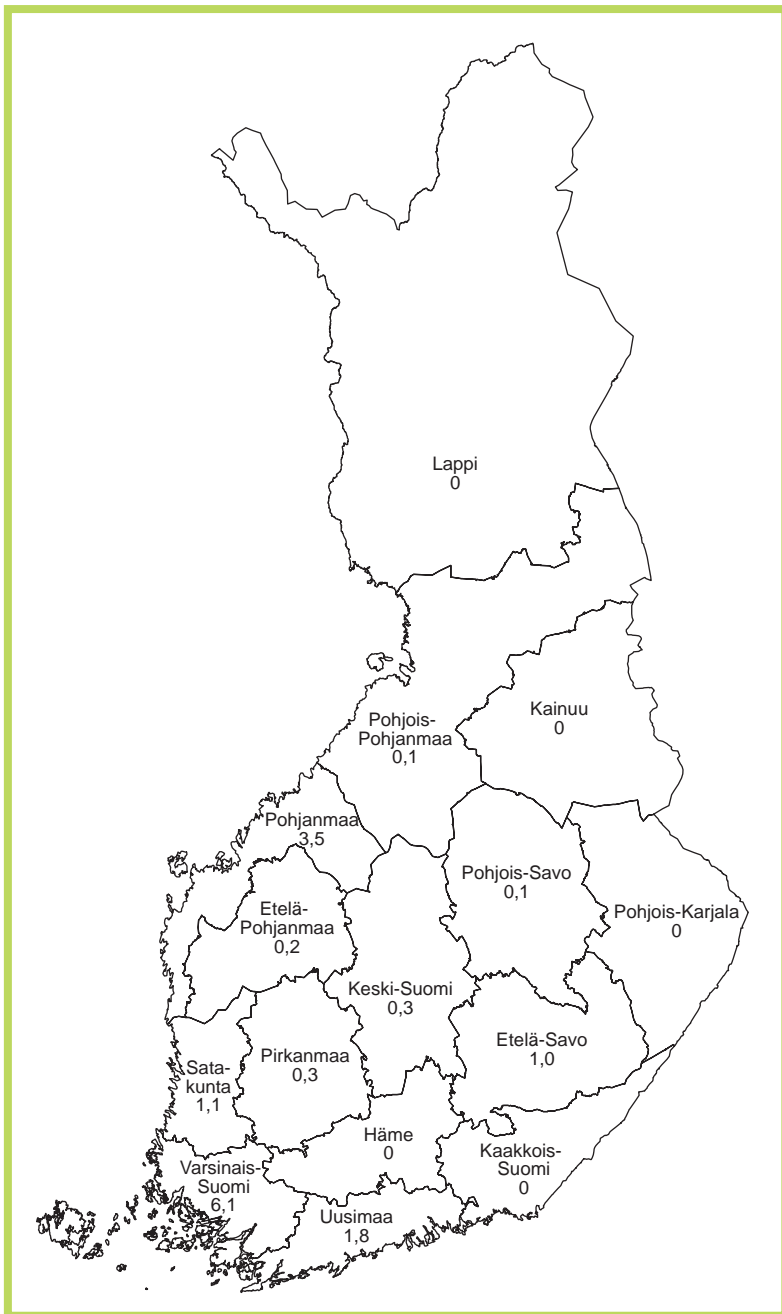 Lappi
0
Kainuu
0
Pohjois-
Pohjanmaa
0,1
Pohjanmaa
3,5
Pohjois-Savo
0,1
Etelä-
Pohjanmaa
0,2
Pohjois-Karjala
0
Keski-Suomi
0,3
Etelä-Savo
1,0
Pirkanmaa
0,3
Sata-
kunta
1,1
Häme
0
Kaakkois-
Suomi
0
Varsinais-
Suomi
6,1
Uusimaa
1,8